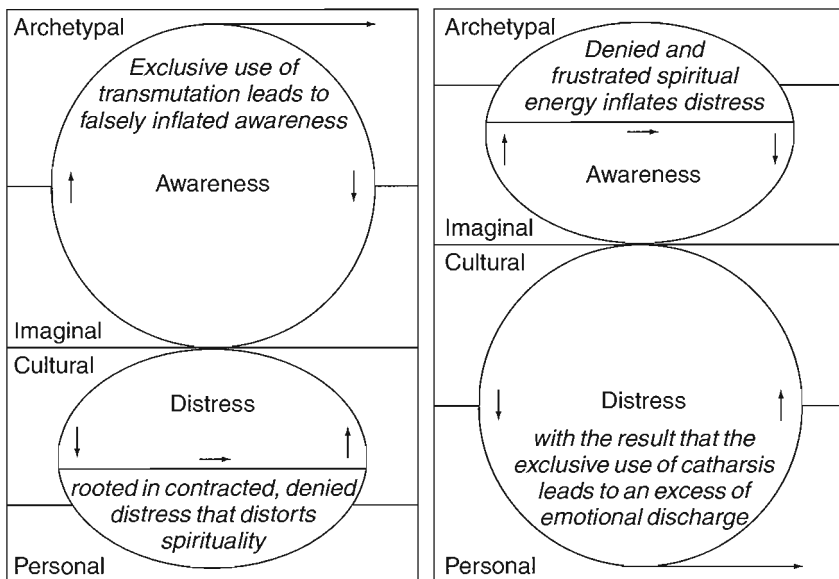 Archetypal
Exclusive use of
transmutation leads to
falsely inflated awareness
Awareness
Imaginal
Cultural
Distress
rooted in contracted, denied
distress that distorts
spirituality
Personal
Archetypal
Denied and
frustrated spiritual
energy inflates distress
Awareness
Imaginal
Cultural
Distress
with the result that the
exclusive use of catharsis
leads to an excess of
emotional discharge
Personal